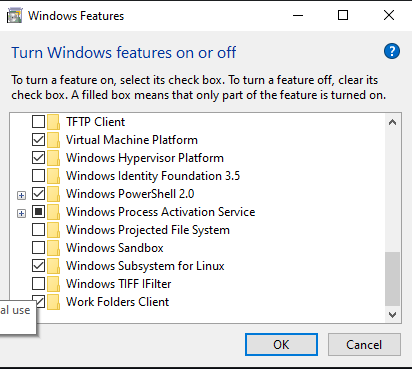 Windows Features
Turn Windows features on or off
To turn a feature on, select its check box. To turn a feature off, clear its
check box. A filled box means that only part of the feature is turned on.
TFTP Client
Virtual Machine Platform
Windows Hypervisor Platform
Windows Identity Foundation 3.5
Windows PowerShell 2.0
Windows Process Activation Service
Windows Projected File System
Windows Sandbox
Windows Subsystem for Linux
Windows TIFF IFilter
Work Folders Client
al use
OK
Cancel